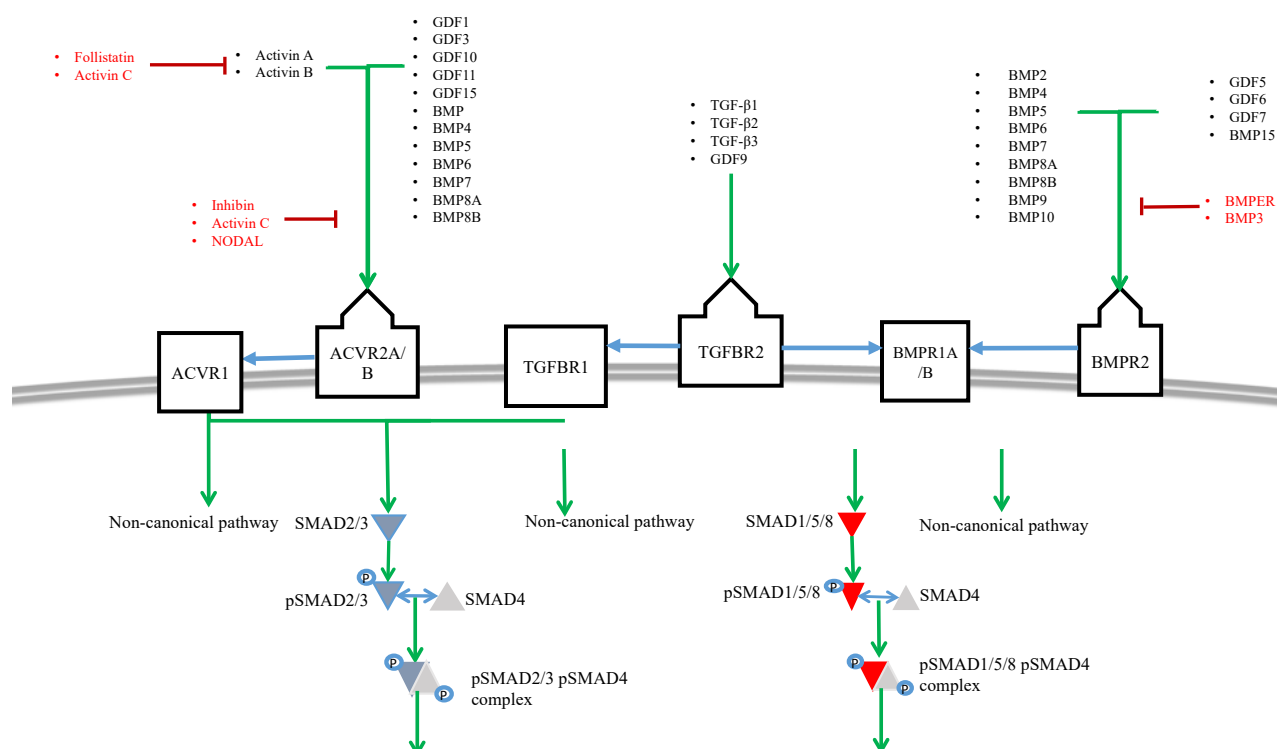 • Follistatin
• Activin C
• Activin A
• Activin B
• GDF1
• GDF3
• GDF10
• GDF11
• GDF15
• BMP
• BMP4
• BMP5
• BMP6
• BMP7
• BMP8A
• BMP8B
• Inhibin
• Activin C
• NODAL
• TGF-β1
• TGF-β2
• TGF-β3
• GDF9
• BMP2
• BMP4
• BMP5
• BMP6
• BMP7
• BMP8A
• BMP8B
• BMP9
• BMP10
• GDF5
• GDF6
• GDF7
• BMP15
• BMPER
• BMP3
ACVR1
ACVR2A/
B
TGFBR1
TGFBR2
BMPR1A
/B
BMPR2
Non-canonical pathway
SMAD2/3
Non-canonical pathway
SMAD1/5/8
Non-canonical pathway
P
pSMAD2/3
SMAD4
P
pSMAD1/5/8
SMAD4
P
P
pSMAD2/3 pSMAD4
complex
P
P
pSMAD1/5/8 pSMAD4
complex